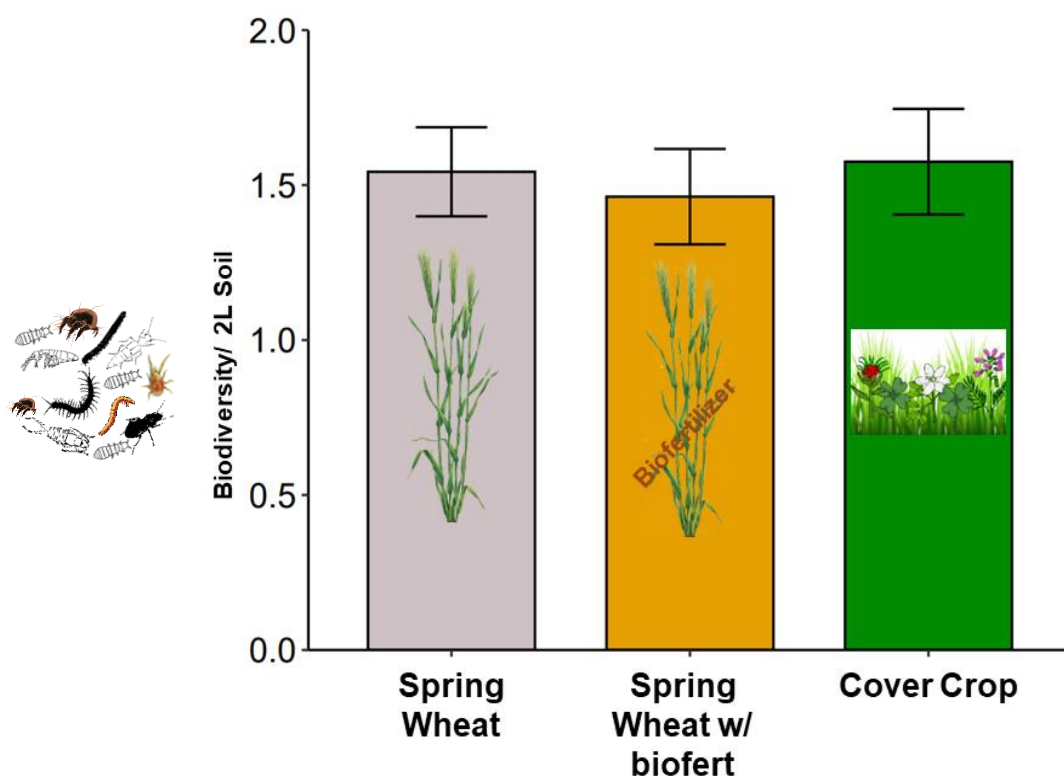 2.0
1.5
1.0
0.5
0.0
Biodiversity/ 2L Soil
Biofertilizer
Spring
Wheat
Spring
Wheat w/
biofert
Cover Crop